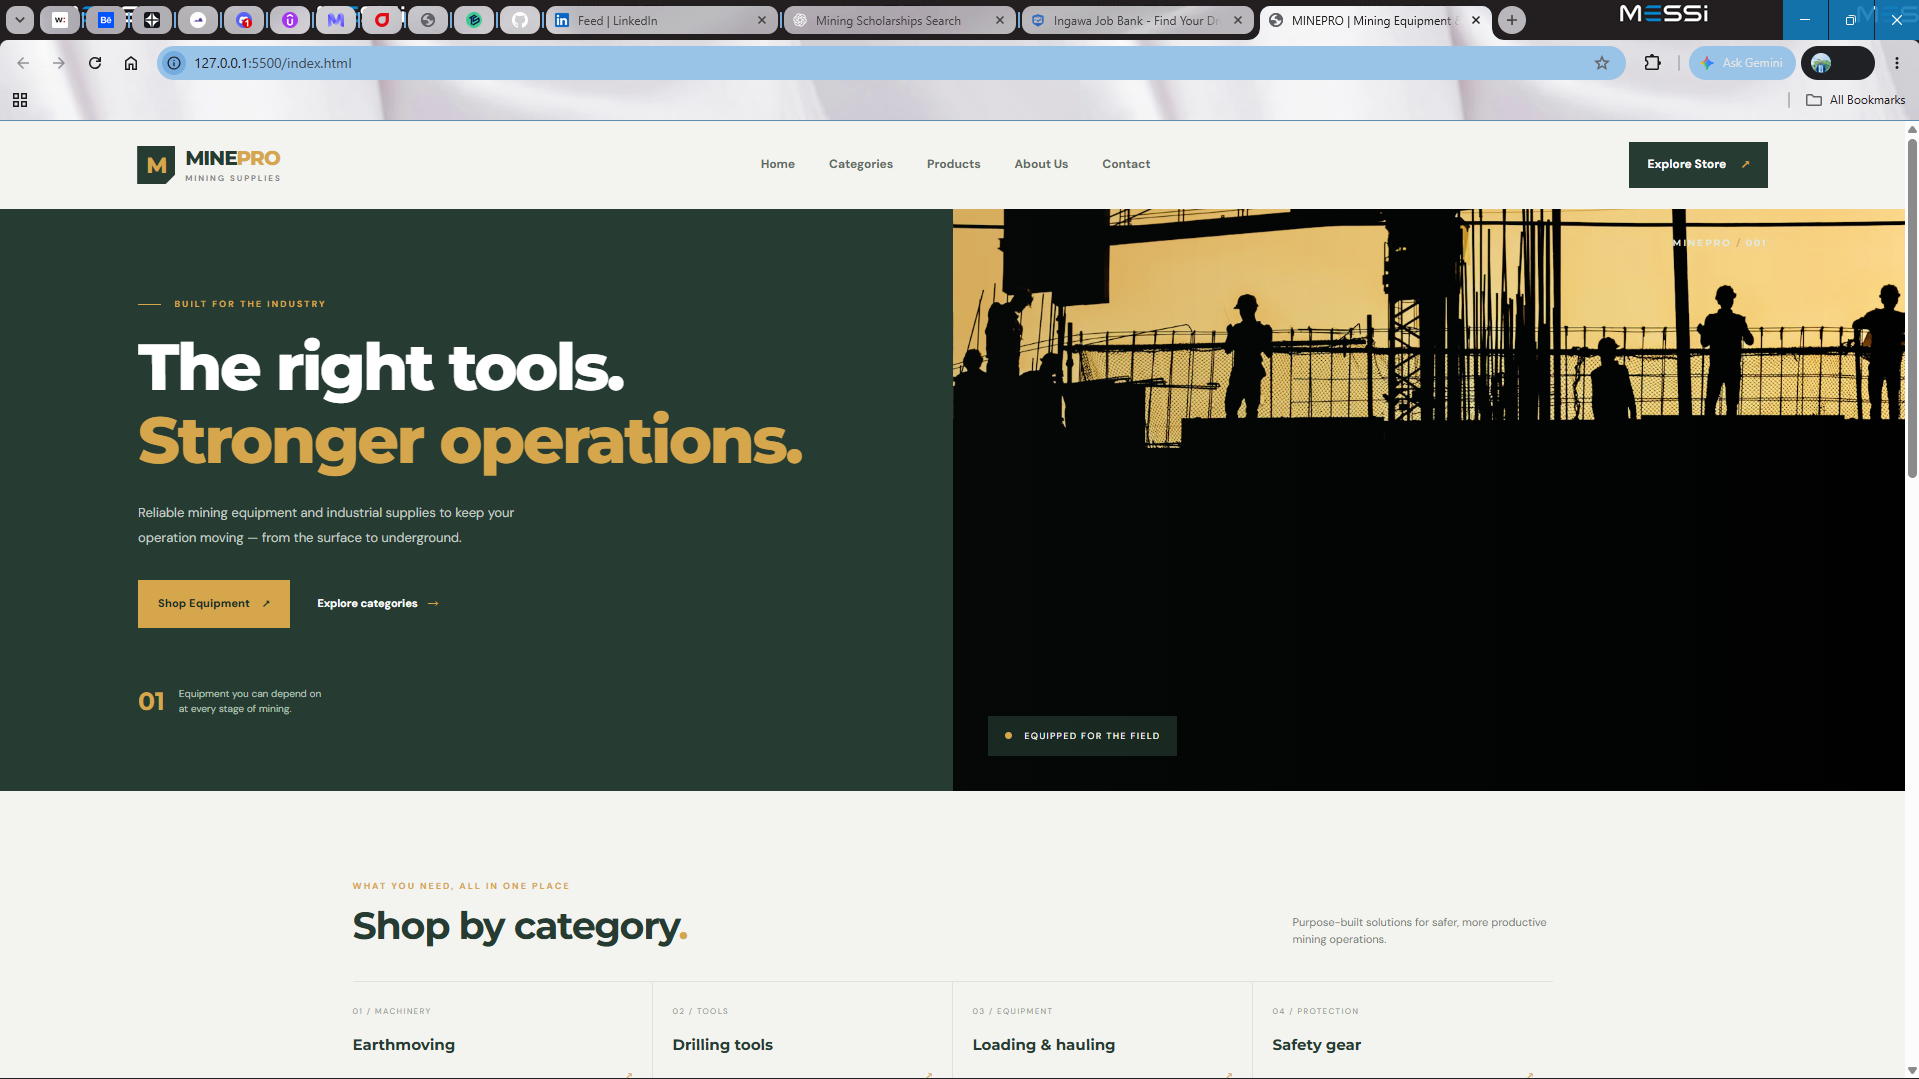 MESSi
Feed | LinkedIn
Mining Scholarships Search
Ingawa Job Bank - Find Your Dr
MINEPRO | Mining Equipment &
127.0.0.1:5500/index.html
Ask Gemini
All Bookmarks
M
MINEPRO
MINING SUPPLIES
Home
Categories
Products
About Us
Contact
Explore Store ↗
MINEPRO / 001
BUILT FOR THE INDUSTRY
The right tools.
Stronger operations.
Reliable mining equipment and industrial supplies to keep your
operation moving — from the surface to underground.
Shop Equipment ↗
Explore categories →
01
Equipment you can depend on
at every stage of mining.
EQUIPPED FOR THE FIELD
WHAT YOU NEED, ALL IN ONE PLACE
Shop by category.
Purpose-built solutions for safer, more productive
mining operations.
01 / MACHINERY
Earthmoving
02 / TOOLS
Drilling tools
03 / EQUIPMENT
Loading & hauling
04 / PROTECTION
Safety gear